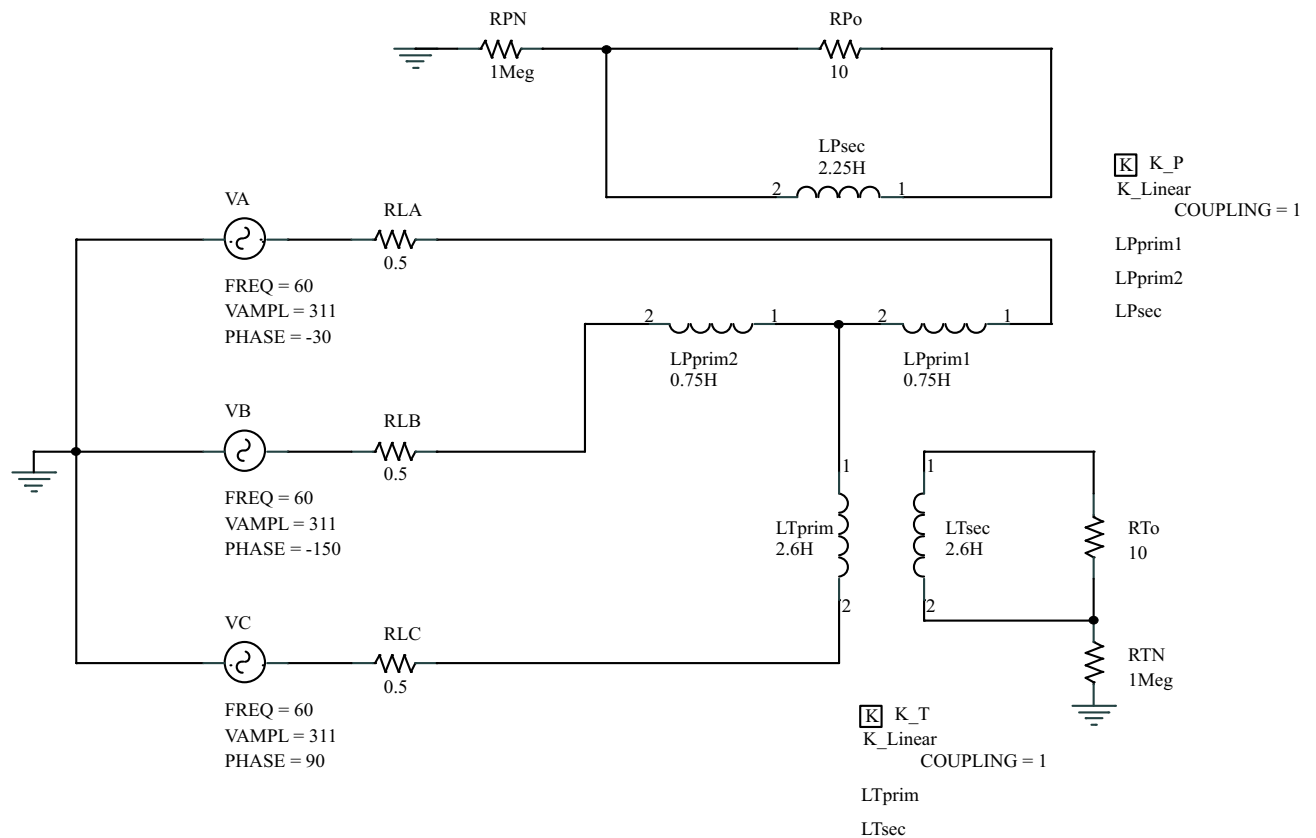 RPN
1Meg
RPo
10
LPsec
2.25H
2
1
K K_P
K_Linear
COUPLING = 1
LPprim1
LPprim2
LPsec
VA
FREQ = 60
VAMPL = 311
PHASE = -30
RLA
0.5
2
1
LPprim2
0.75H
2
1
LPprim1
0.75H
VB
FREQ = 60
VAMPL = 311
PHASE = -150
RLB
0.5
1
LTprim
2.6H
2
1
LTsec
2.6H
2
RTo
10
RTN
1Meg
VC
FREQ = 60
VAMPL = 311
PHASE = 90
RLC
0.5
K K_T
K_Linear
COUPLING = 1
LTprim
LTsec